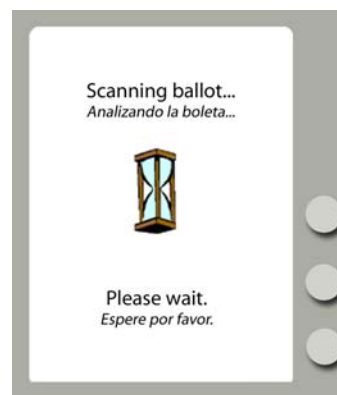 Scanning ballot...
Analizando la boleta...
Please wait.
Espere por favor.